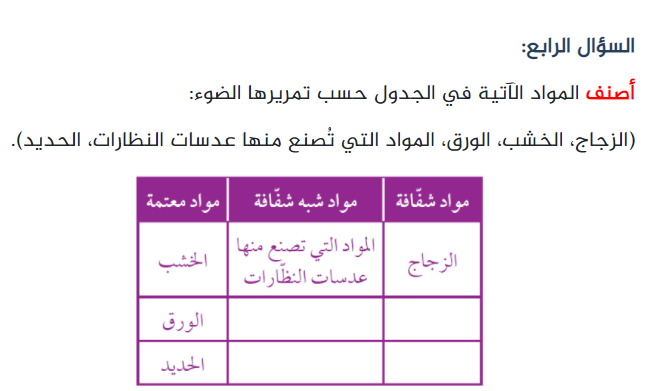 السؤال الرابع:
أصنف المواد الآتية في الجدول حسب تمريرها الضوء:
(الزجاج، الخشب، الورق، المواد التي تُصنع منها عدسات النظارات، الحديد).
مواد شفّافة مواد شبه شفّافة مواد معتمة
الزجاج المواد التي تصنع منها عدسات النظّارات الخشب
الورق
الحديد